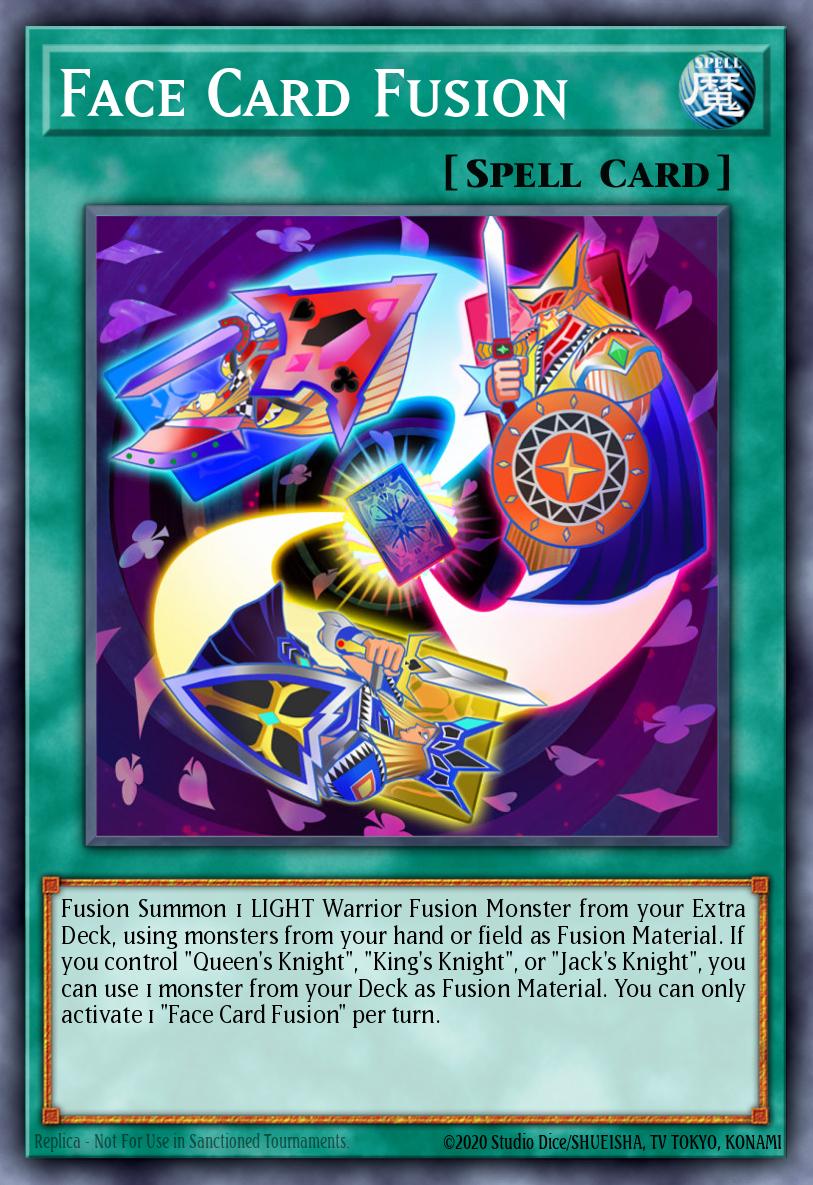 Face Card Fusion
SPELL
魔
[ Spell Card ]
Fusion Summon 1 LIGHT Warrior Fusion Monster from your Extra
Deck, using monsters from your hand or field as Fusion Material. If
you control "Queen's Knight", "King's Knight", or "Jack's Knight", you
can use 1 monster from your Deck as Fusion Material. You can only
activate 1 "Face Card Fusion" per turn.
Replica - Not For Use in Sanctioned Tournaments.
©2020 Studio Dice/SHUEISHA, TV TOKYO, KONAMI